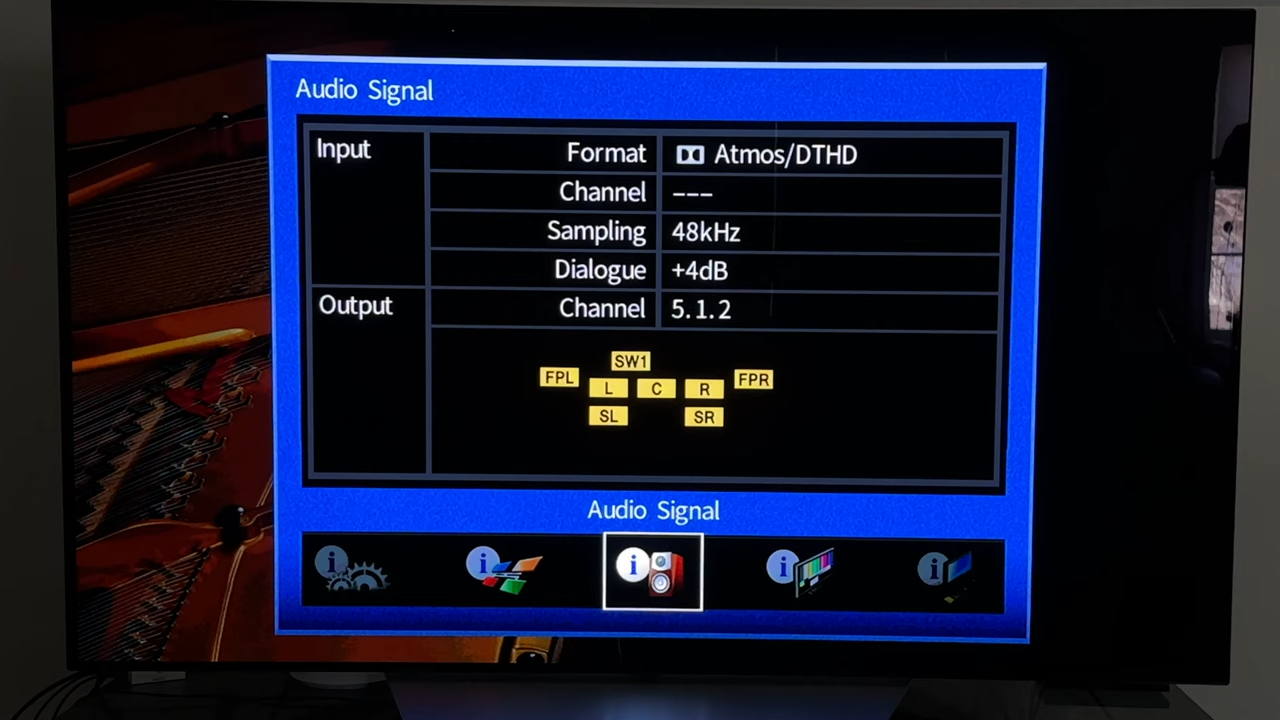 Audio Signal
Input Format Atmos/DTHD
Channel ---
Sampling 48kHz
Dialogue +4dB
Output Channel 5.1.2
SW1
FPL FPR
L C R
SL SR
Audio Signal
i i i i i